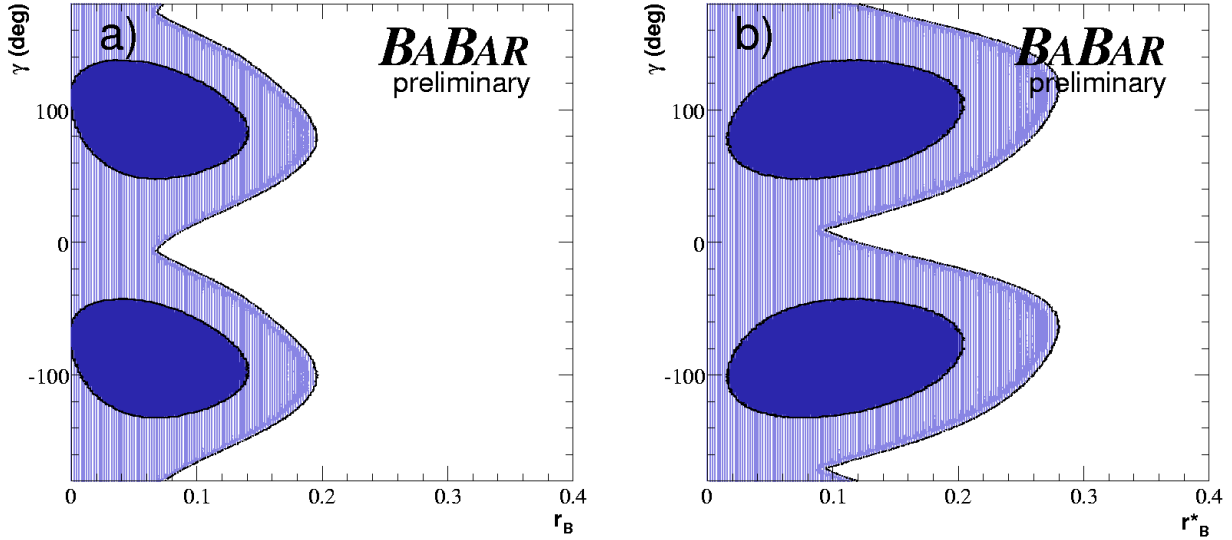 a)
BABAR
preliminary
γ (deg)
100
0
-100
0
0.1
0.2
0.3
0.4
r_B
b)
BABAR
preliminary
γ (deg)
100
0
-100
0
0.1
0.2
0.3
0.4
r*_B